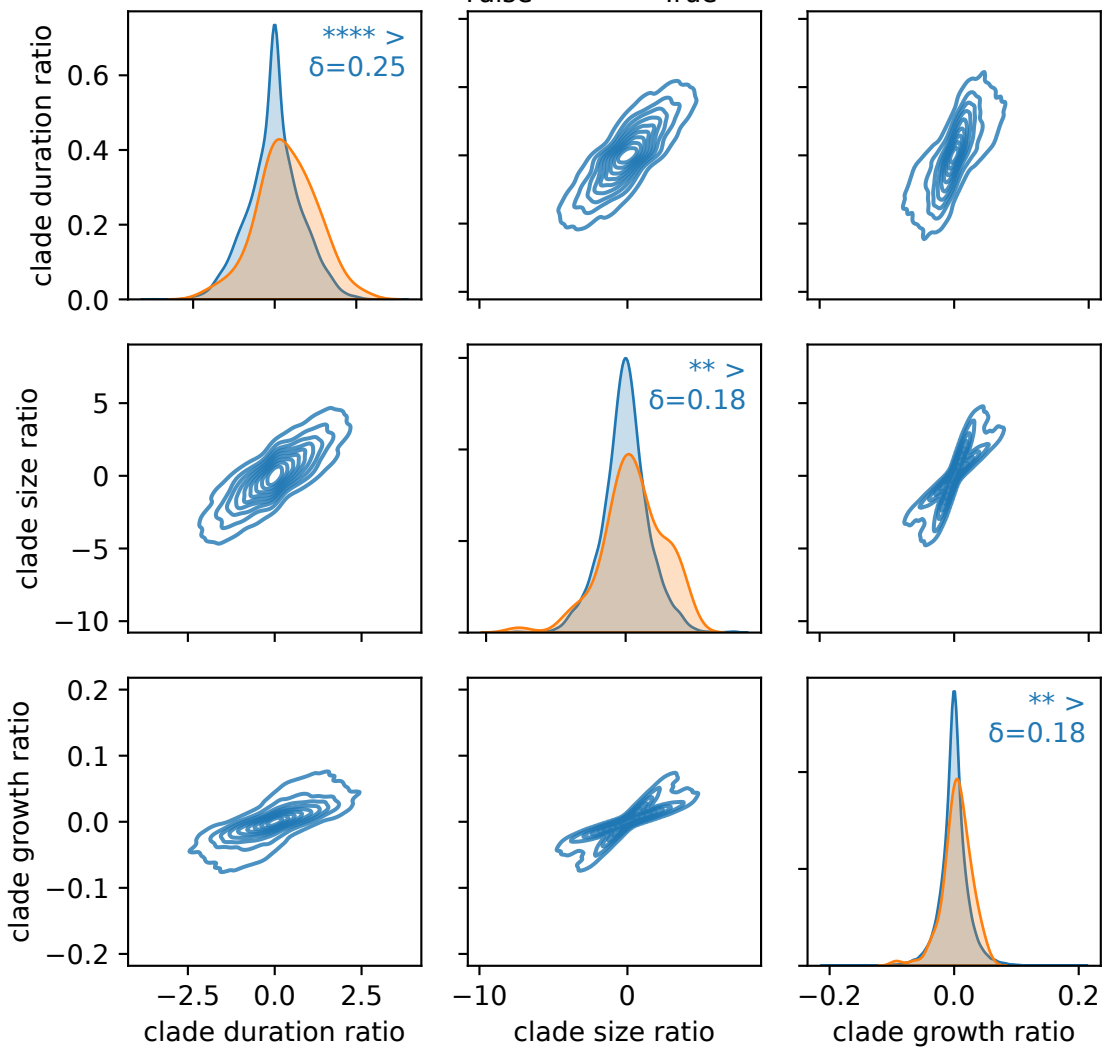 True
clade duration ratio
0.6
0.4
0.2
0.0
**** >
δ=0.25
clade size ratio
5
0
−5
−10
** >
δ=0.18
clade growth ratio
0.2
0.1
0.0
−0.1
−0.2
** >
δ=0.18
−2.5 0.0 2.5
−10 0
−0.2 0.0 0.2
clade duration ratio
clade size ratio
clade growth ratio